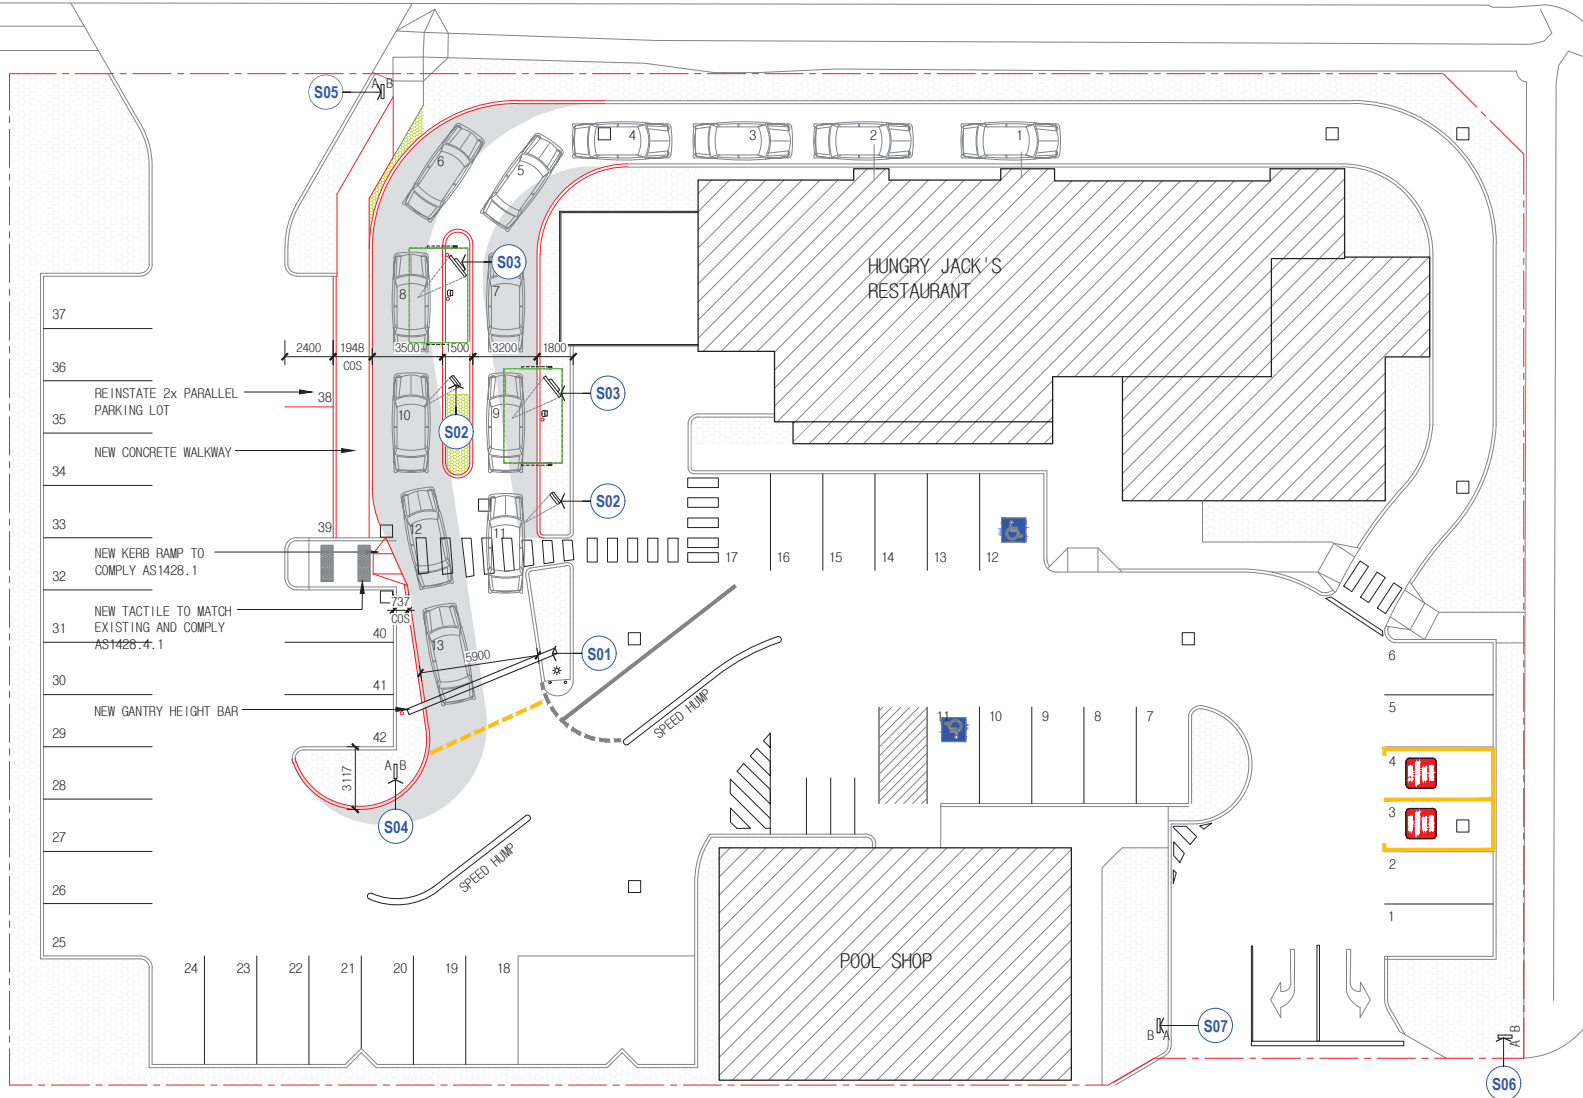 A B
S05
6
5
4
3
2
1
S03
8
7
HUNGRY JACK'S
RESTAURANT
37
2400
1948
COS
3500
1500
3200
1800
36
REINSTATE 2x PARALLEL
PARKING LOT
38
S03
35
10
9
S02
NEW CONCRETE WALKWAY
34
S02
33
39
12
11
17
16
15
14
13
12
NEW KERB RAMP TO
COMPLY AS1428.1
32
737
COS
NEW TACTILE TO MATCH
EXISTING AND COMPLY
AS1428.4.1
31
40
13
5900
S01
6
30
41
NEW GANTRY HEIGHT BAR
SPEED HUMP
11
10
9
8
7
5
29
42
A B
3117
4
28
S04
3
27
SPEED HUMP
2
26
1
25
24
23
22
21
20
19
18
POOL SHOP
B A
S07
A B
S06